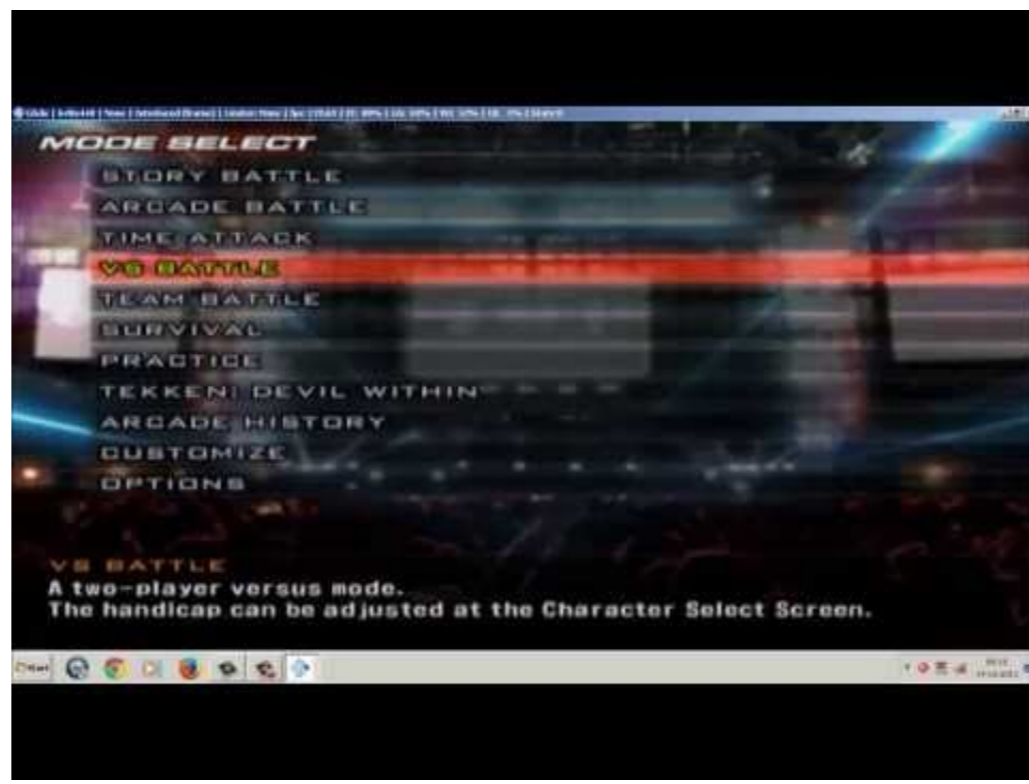 MODE SELECT
STORY BATTLE
ARCADE BATTLE
TIME ATTACK
VS BATTLE
TEAM BATTLE
SURVIVAL
PRACTICE
TEKKEN: DEVIL WITHIN
ARCADE HISTORY
CUSTOMIZE
OPTIONS
VS BATTLE
A two-player versus mode.
The handicap can be adjusted at the Character Select Screen.
Start